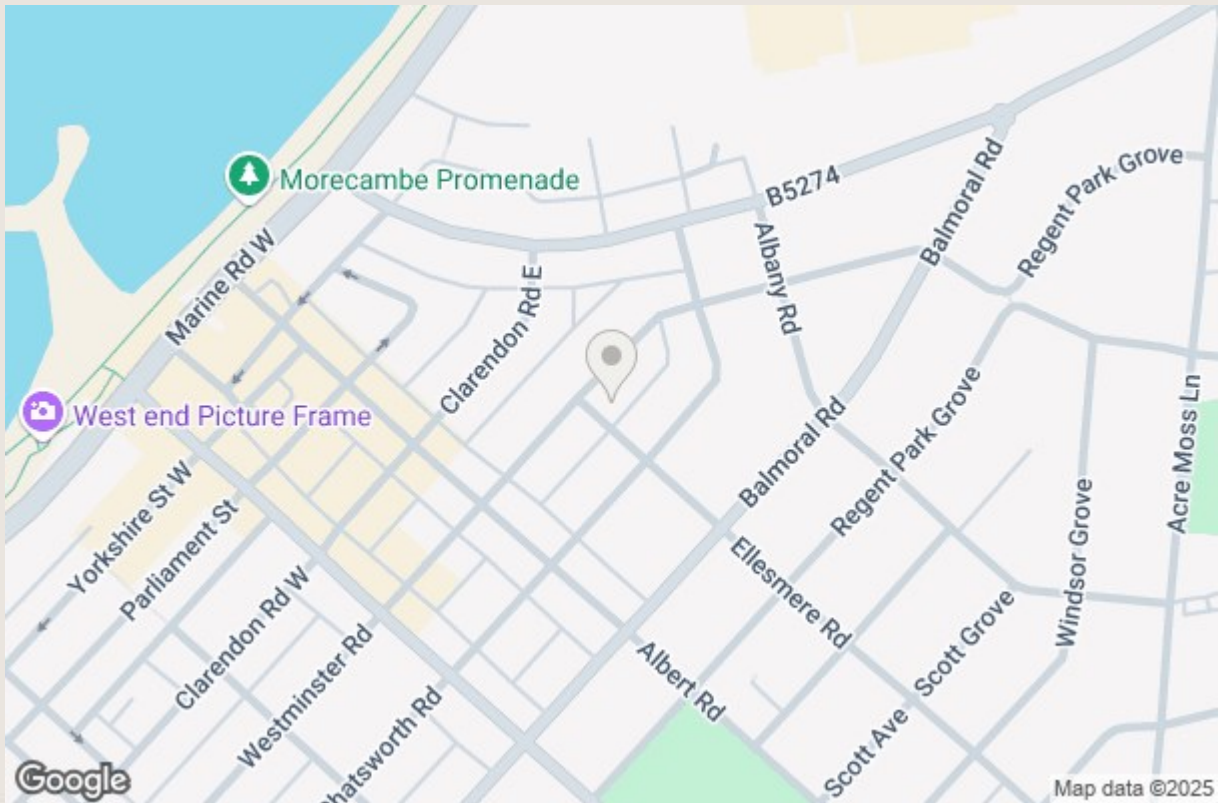 Morecambe Promenade
Marine Rd W
B5274
Balmoral Rd
Regent Park Grove
Albany Rd
Clarendon Rd E
West end Picture Frame
Balmoral Rd
Regent Park Grove
Acre Moss Ln
Yorkshire St W
Parliament St
Clarendon Rd W
Westminster Rd
hatsworth Rd
Ellesmere Rd
Windsor Grove
Scott Grove
Albert Rd
Scott Ave
Google
Map data ©2025